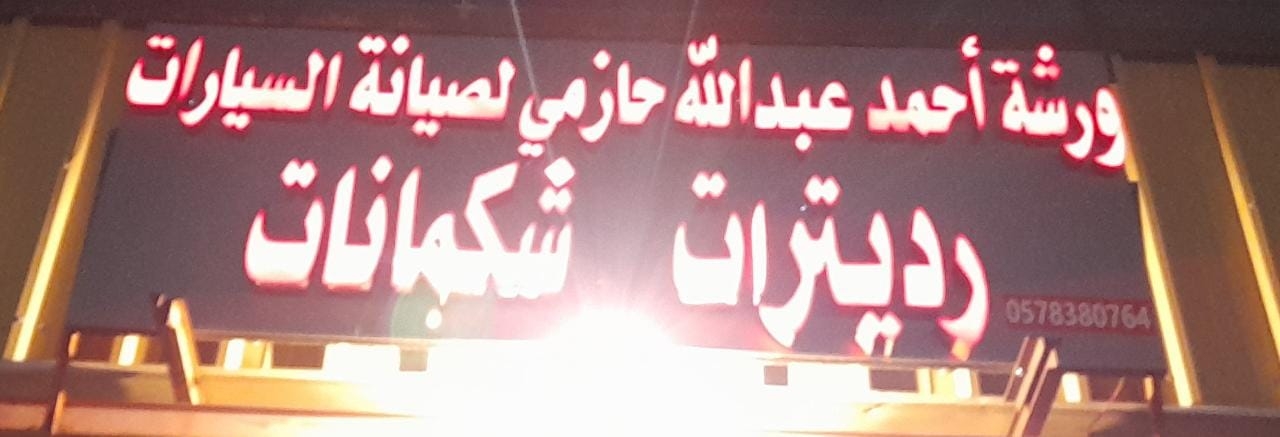 ورشة أحمد عبدالله حازمي لصيانة السيارات
رديترات شكمانات
0578380764